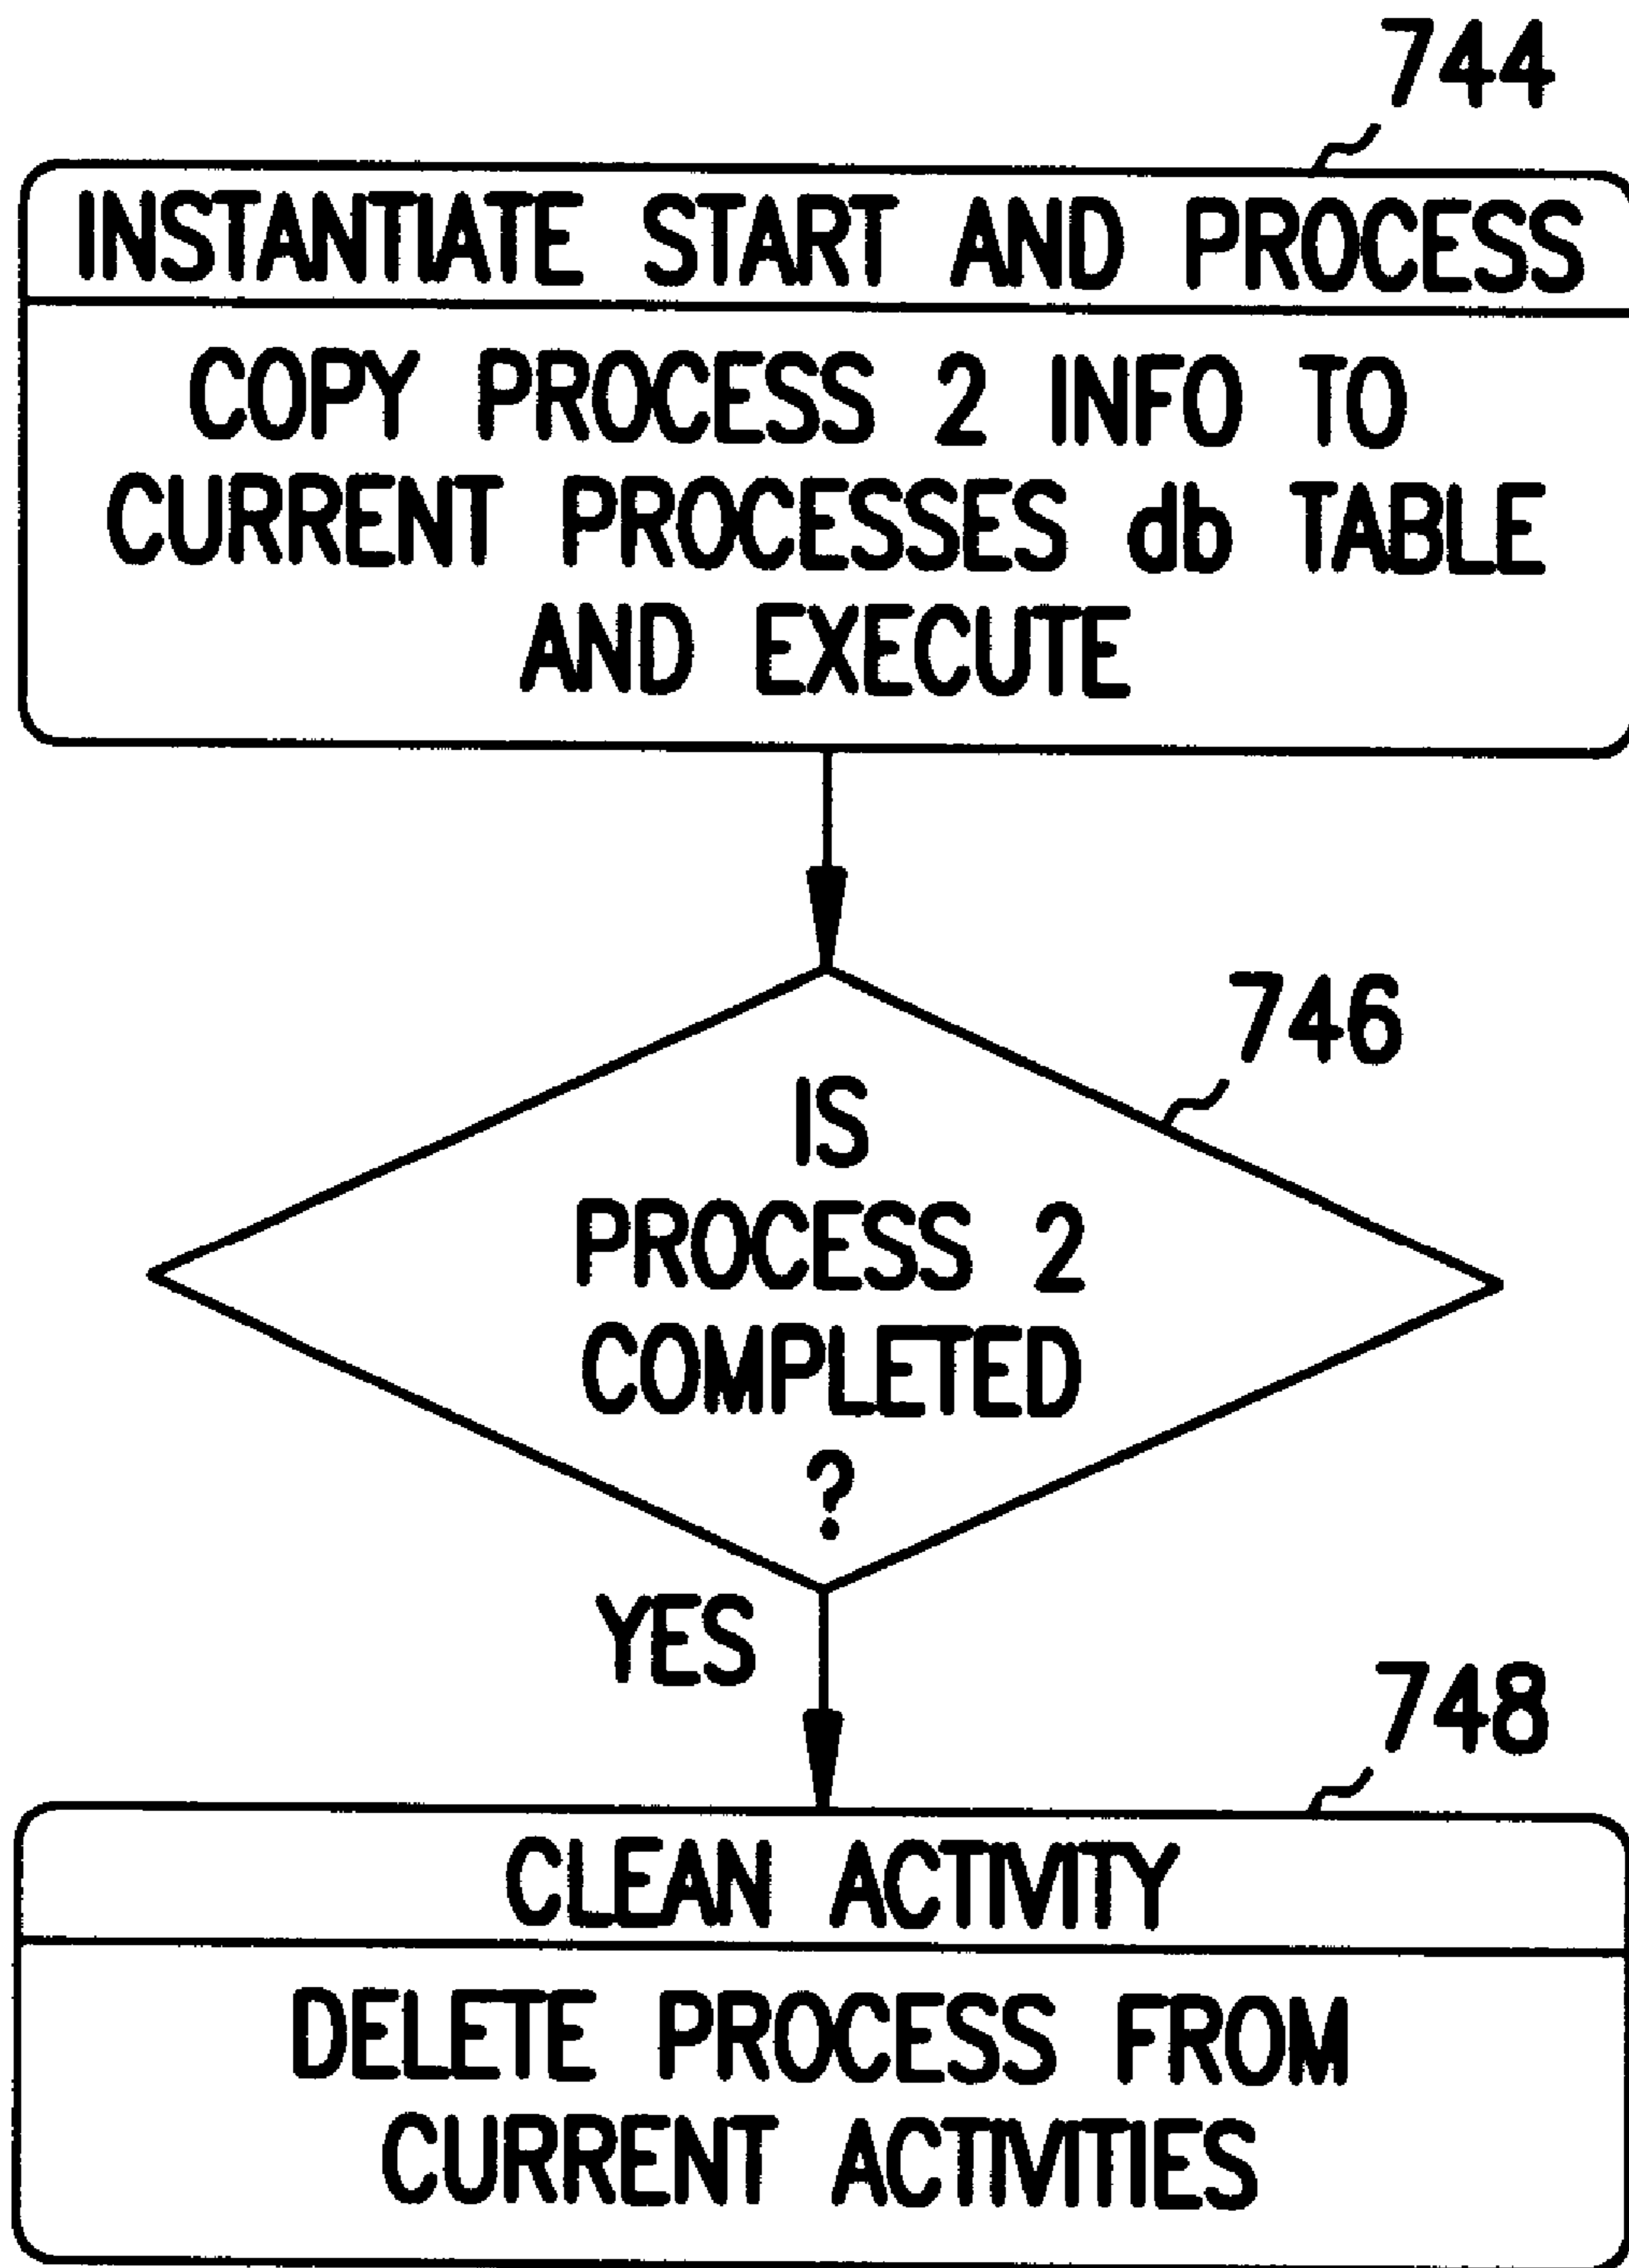 744
INSTANTIATE START AND PROCESS
COPY PROCESS 2 INFO TO
CURRENT PROCESSES db TABLE
AND EXECUTE
746
IS
PROCESS 2
COMPLETED
?
YES
748
CLEAN ACTIVITY
DELETE PROCESS FROM
CURRENT ACTIVITIES